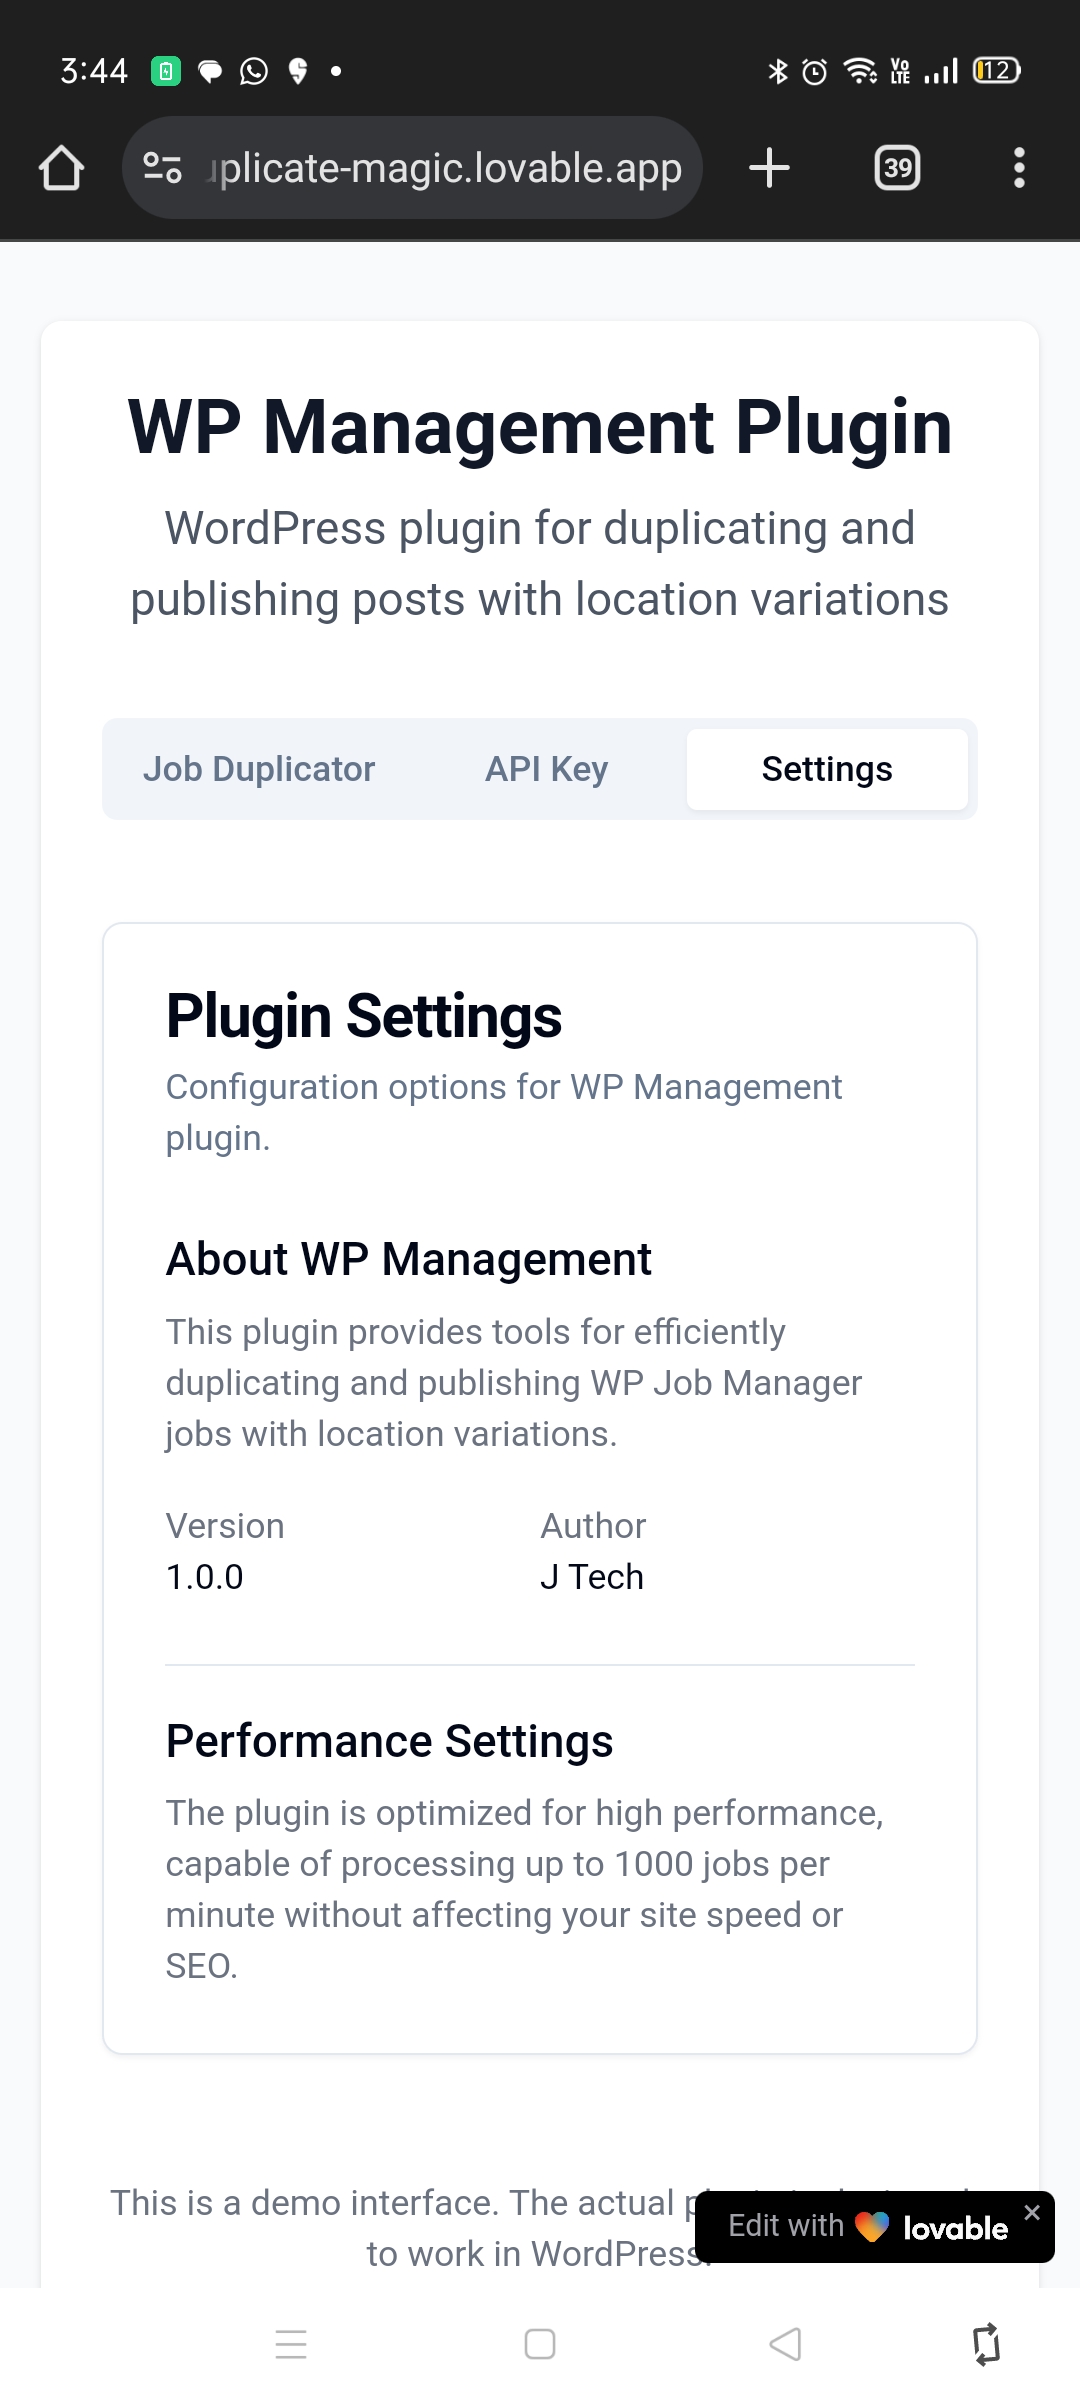 3:44
Vo
LTE
12
plicate-magic.lovable.app
39
WP Management Plugin
WordPress plugin for duplicating and
publishing posts with location variations
Job Duplicator
API Key
Settings
Plugin Settings
Configuration options for WP Management
plugin.
About WP Management
This plugin provides tools for efficiently
duplicating and publishing WP Job Manager
jobs with location variations.
Version
Author
1.0.0
J Tech
Performance Settings
The plugin is optimized for high performance,
capable of processing up to 1000 jobs per
minute without affecting your site speed or
SEO.
This is a demo interface. The actual
to work in WordPress.
Edit with lovable